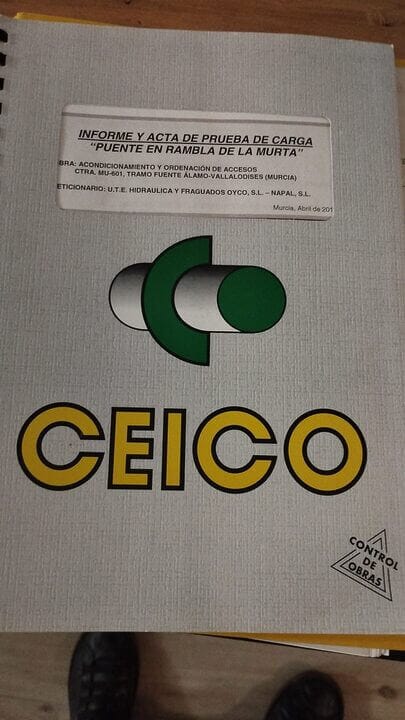 INFORME Y ACTA DE PRUEBA DE CARGA
"PUENTE EN RAMBLA DE LA MURTA"
BRA: ACONDICIONAMIENTO Y ORDENACIÓN DE ACCESOS
CTRA. MU-601, TRAMO FUENTE ÁLAMO-VALLALODISES (MURCIA)
ETICIONARIO: U.T.E. HIDRAULICA Y FRAGUADOS OYCO, S.L. – NAPAL, S.L.
Murcia, Abril de 201
CEICO
CONTROL
DE
OBRAS